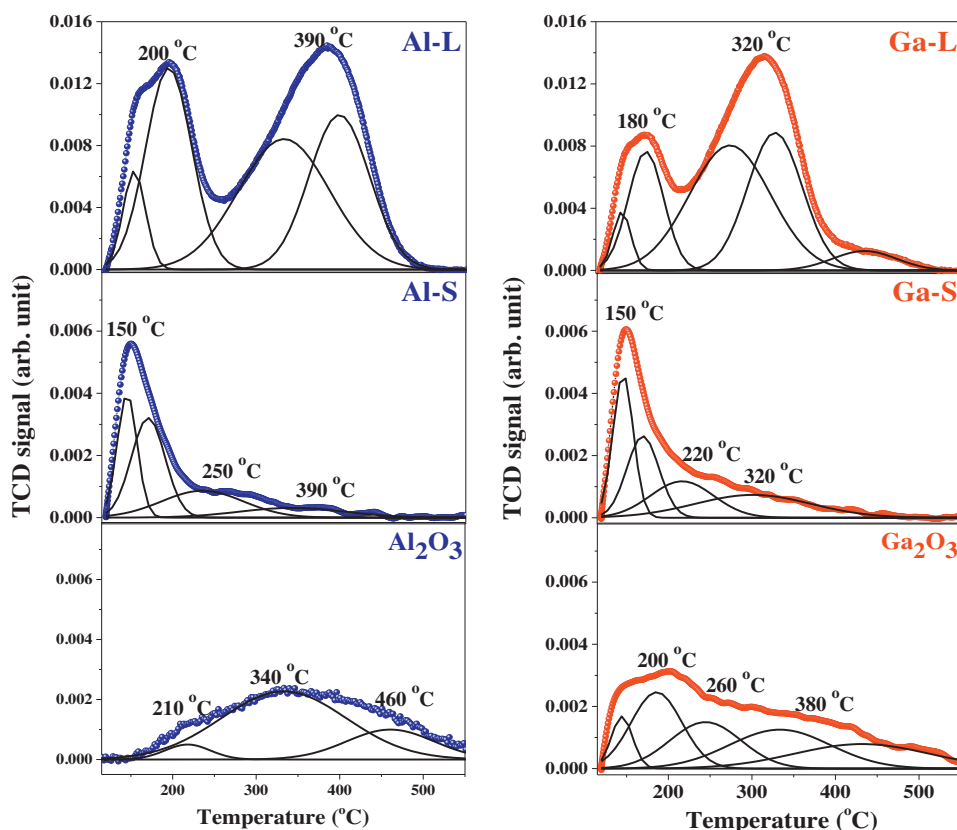 0.016
Al-L
390 °C
200 °C
0.012
0.008
0.004
0.000
Al-S
150 °C
0.006
0.004
0.002
250 °C
390 °C
0.000
Al2O3
0.006
0.004
340 °C
0.002
210 °C
460 °C
0.000
200
300
400
500
Temperature (°C)
TCD signal (arb. unit)
0.016
Ga-L
320 °C
0.012
180 °C
0.008
0.004
0.000
Ga-S
150 °C
0.006
0.004
220 °C
0.002
320 °C
0.000
Ga2O3
0.006
0.004
200 °C
260 °C
0.002
380 °C
0.000
200
300
400
500
Temperature (°C)
TCD signal (arb. unit)